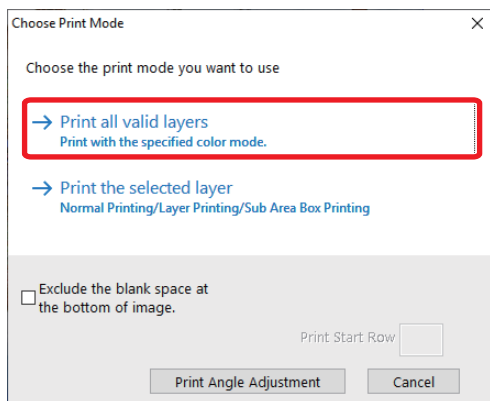 Choose Print Mode
Choose the print mode you want to use
Print all valid layers
Print with the specified color mode.
Print the selected layer
Normal Printing/Layer Printing/Sub Area Box Printing
Exclude the blank space at
the bottom of image.
Print Start Row
Print Angle Adjustment
Cancel